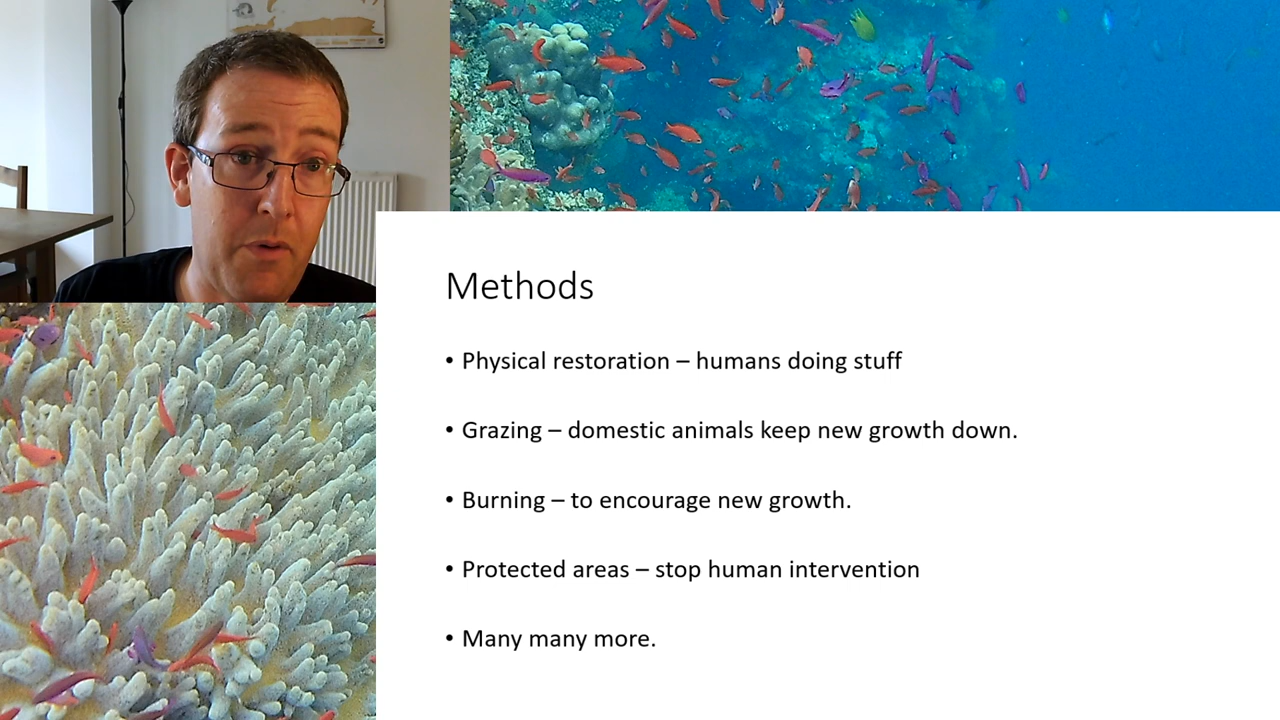 Methods
• Physical restoration – humans doing stuff
• Grazing – domestic animals keep new growth down.
• Burning – to encourage new growth.
• Protected areas – stop human intervention
• Many many more.